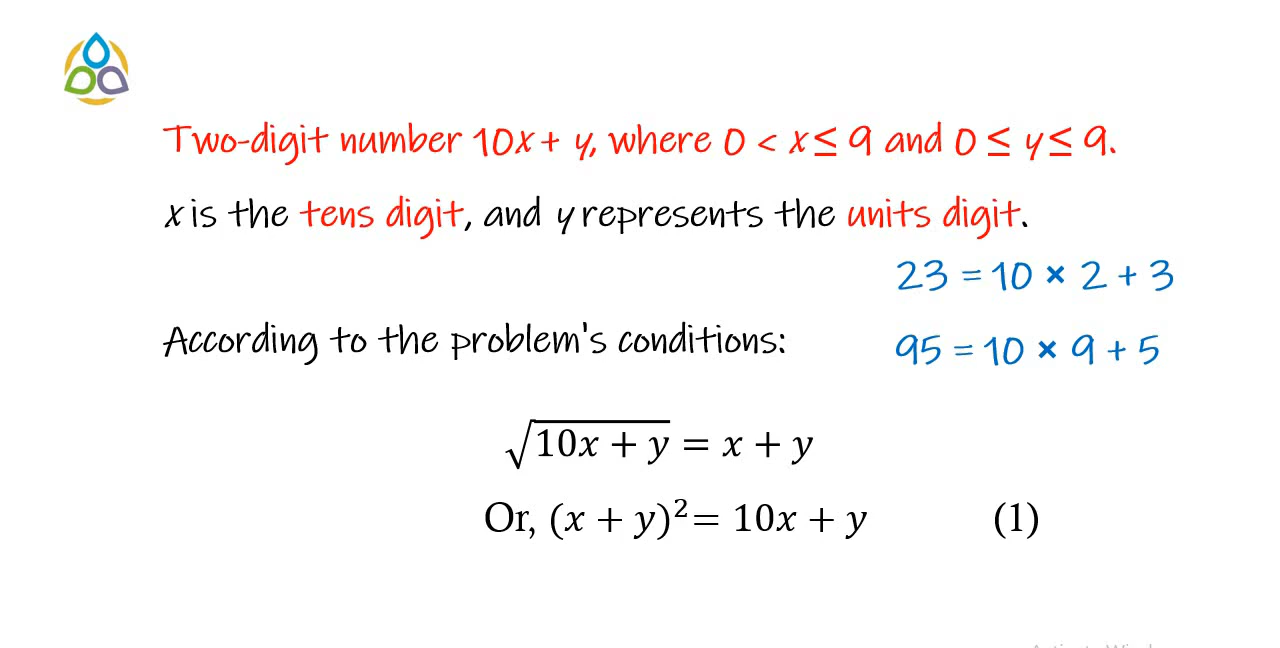 Two-digit number 10x + y, where 0 < x ≤ 9 and 0 ≤ y ≤ 9.
x is the tens digit, and y represents the units digit.
23 = 10 × 2 + 3
According to the problem's conditions:
95 = 10 × 9 + 5
√(10x + y) = x + y
Or, (x + y)² = 10x + y (1)